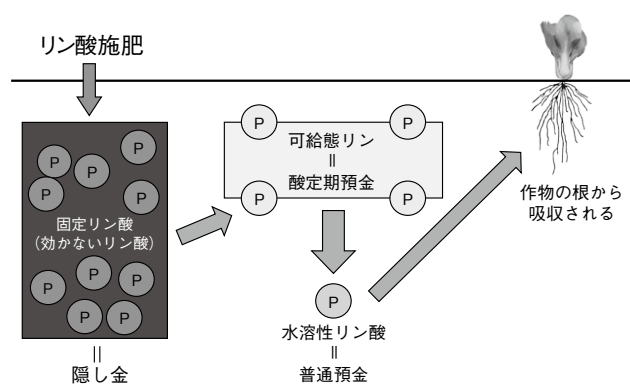 リン酸施肥
P
P
P
P
P
固定リン酸
（効かないリン酸）
P
P
P
P
P
||
隠し金
P
P
可給態リン
||
酸定期預金
P
P
P
水溶性リン酸
||
普通預金
作物の根から
吸収される